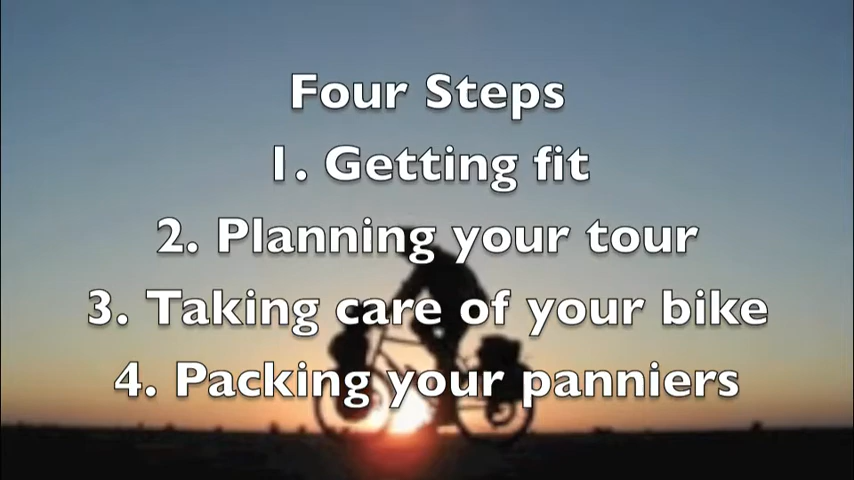 Four Steps
1. Getting fit
2. Planning your tour
3. Taking care of your bike
4. Packing your panniers